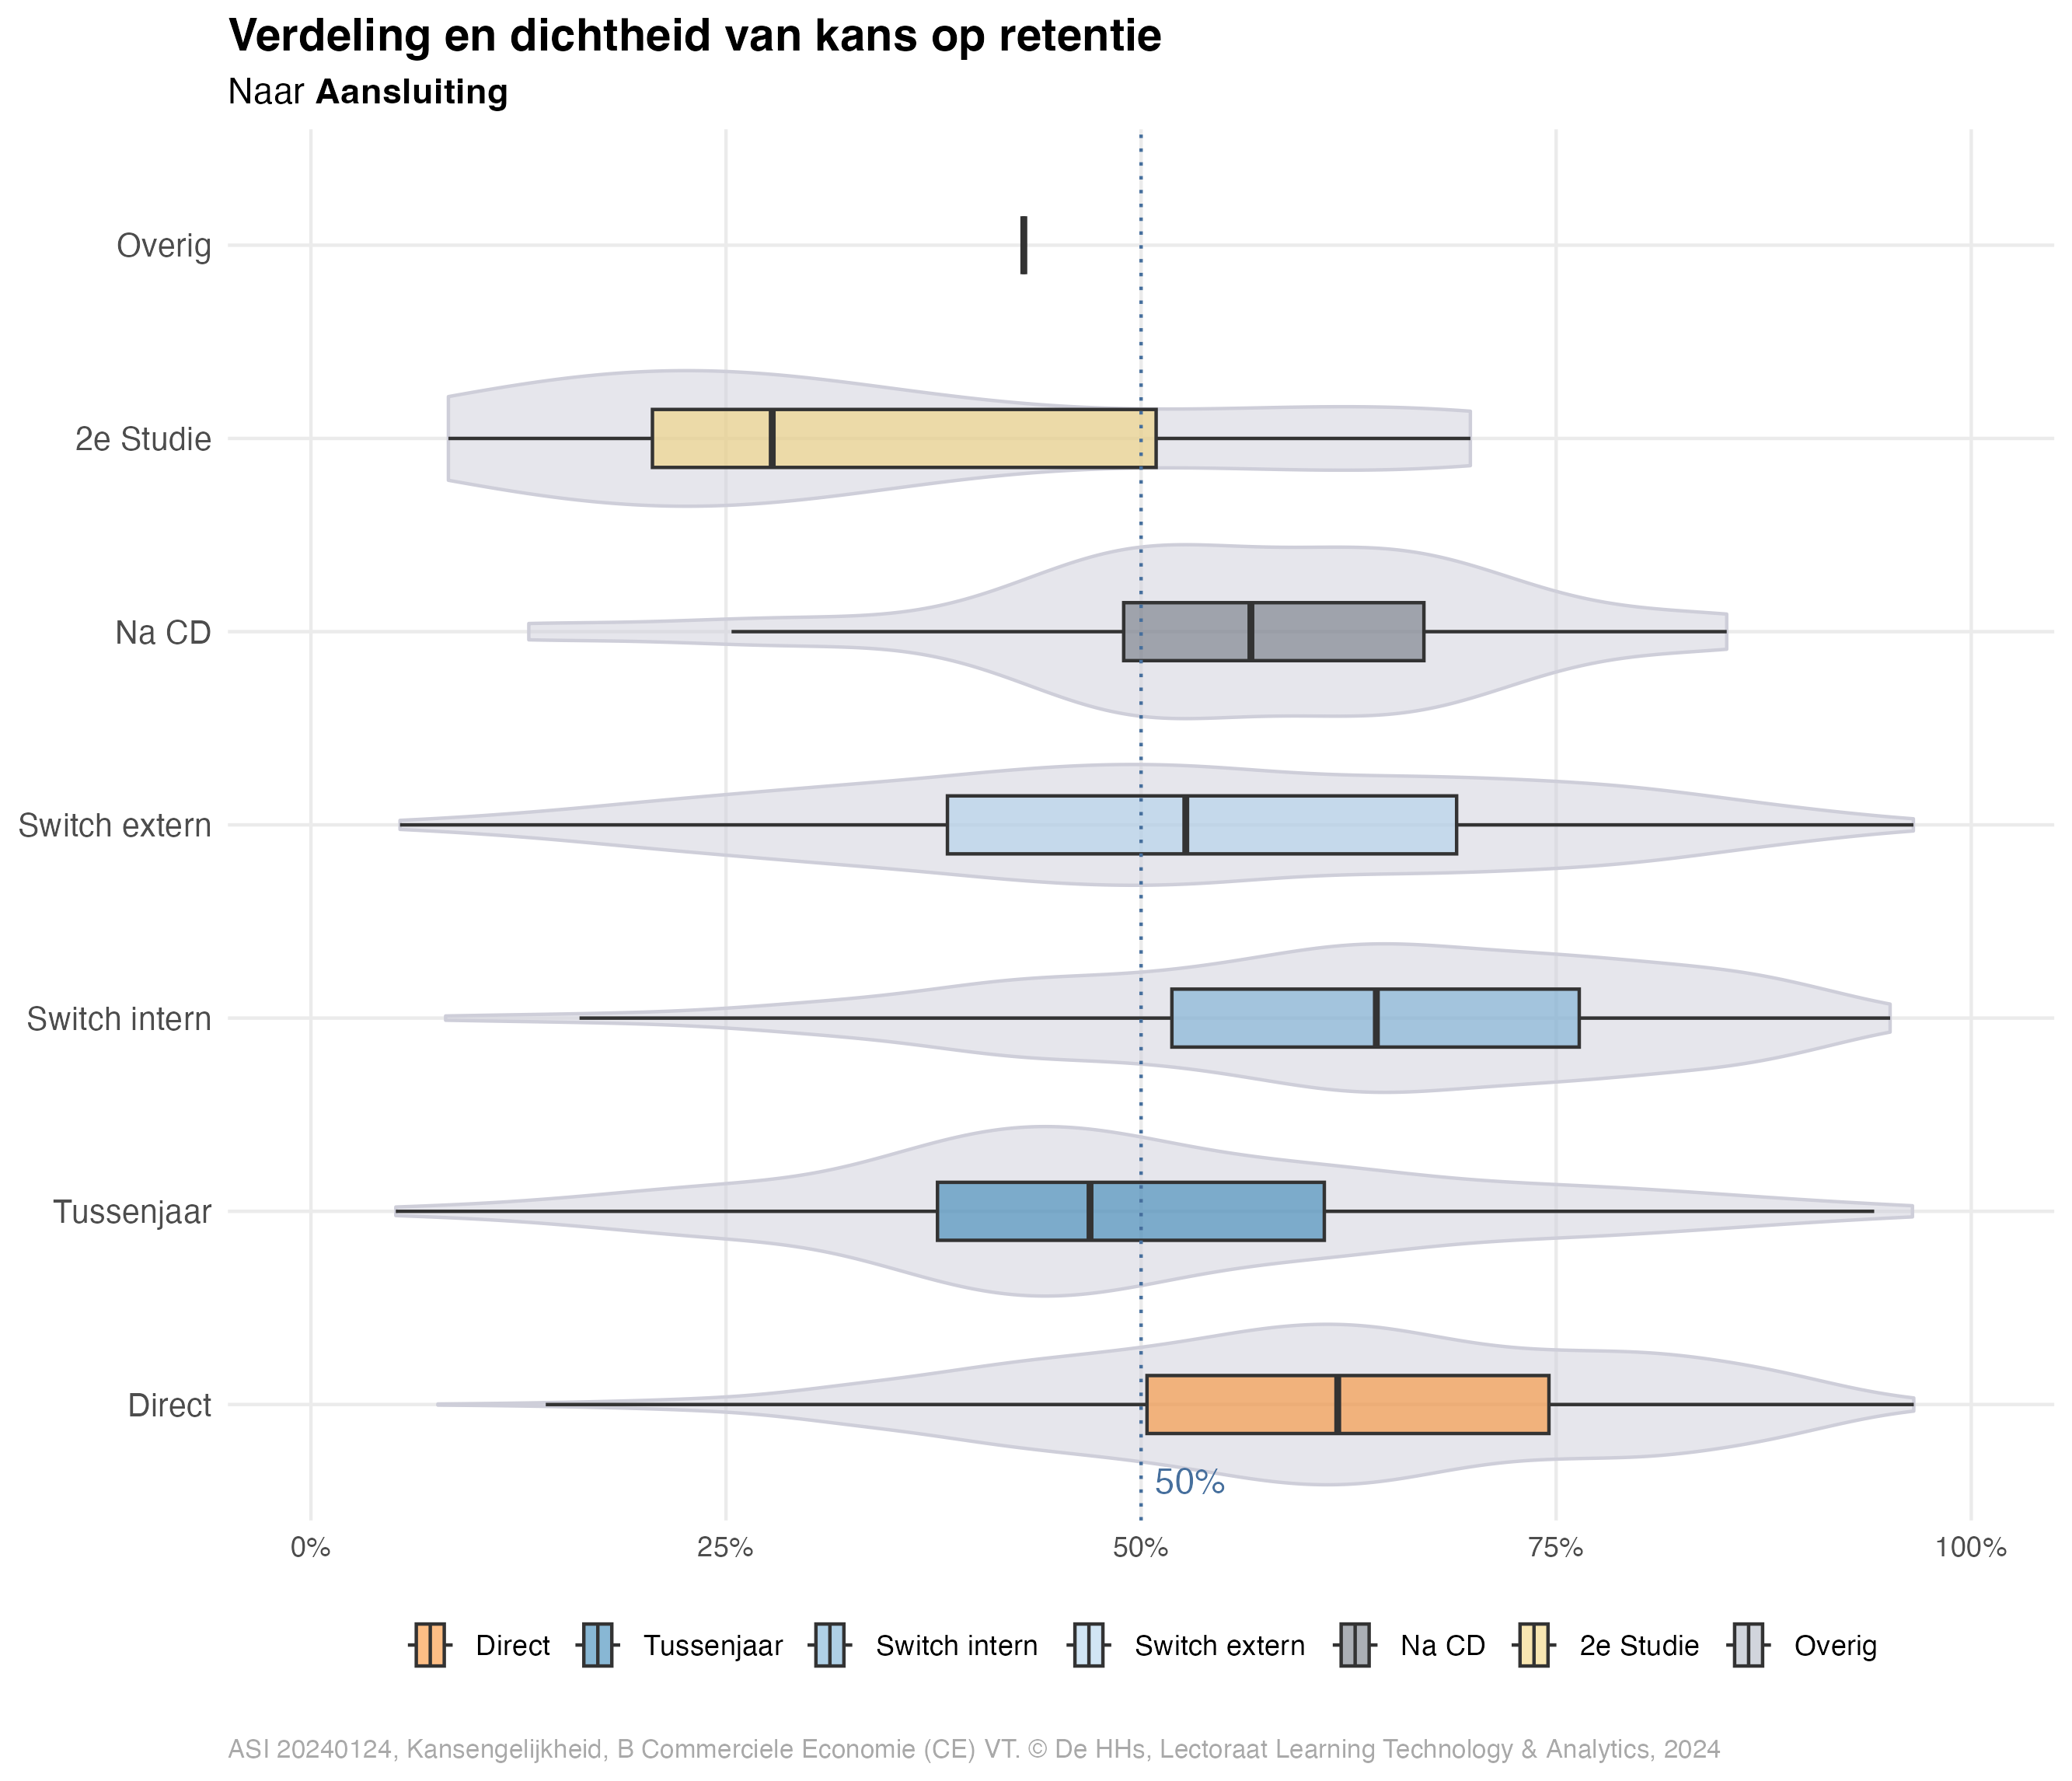 Verdeling en dichtheid van kans op retentie
Naar Aansluiting
Overig
2e Studie
Na CD
Switch extern
Switch intern
Tussenjaar
Direct
50%
0% 25% 50% 75% 100%
Direct Tussenjaar Switch intern Switch extern Na CD 2e Studie Overig
ASI 20240124, Kansengelijkheid, B Commerciele Economie (CE) VT. © De HHs, Lectoraat Learning Technology & Analytics, 2024